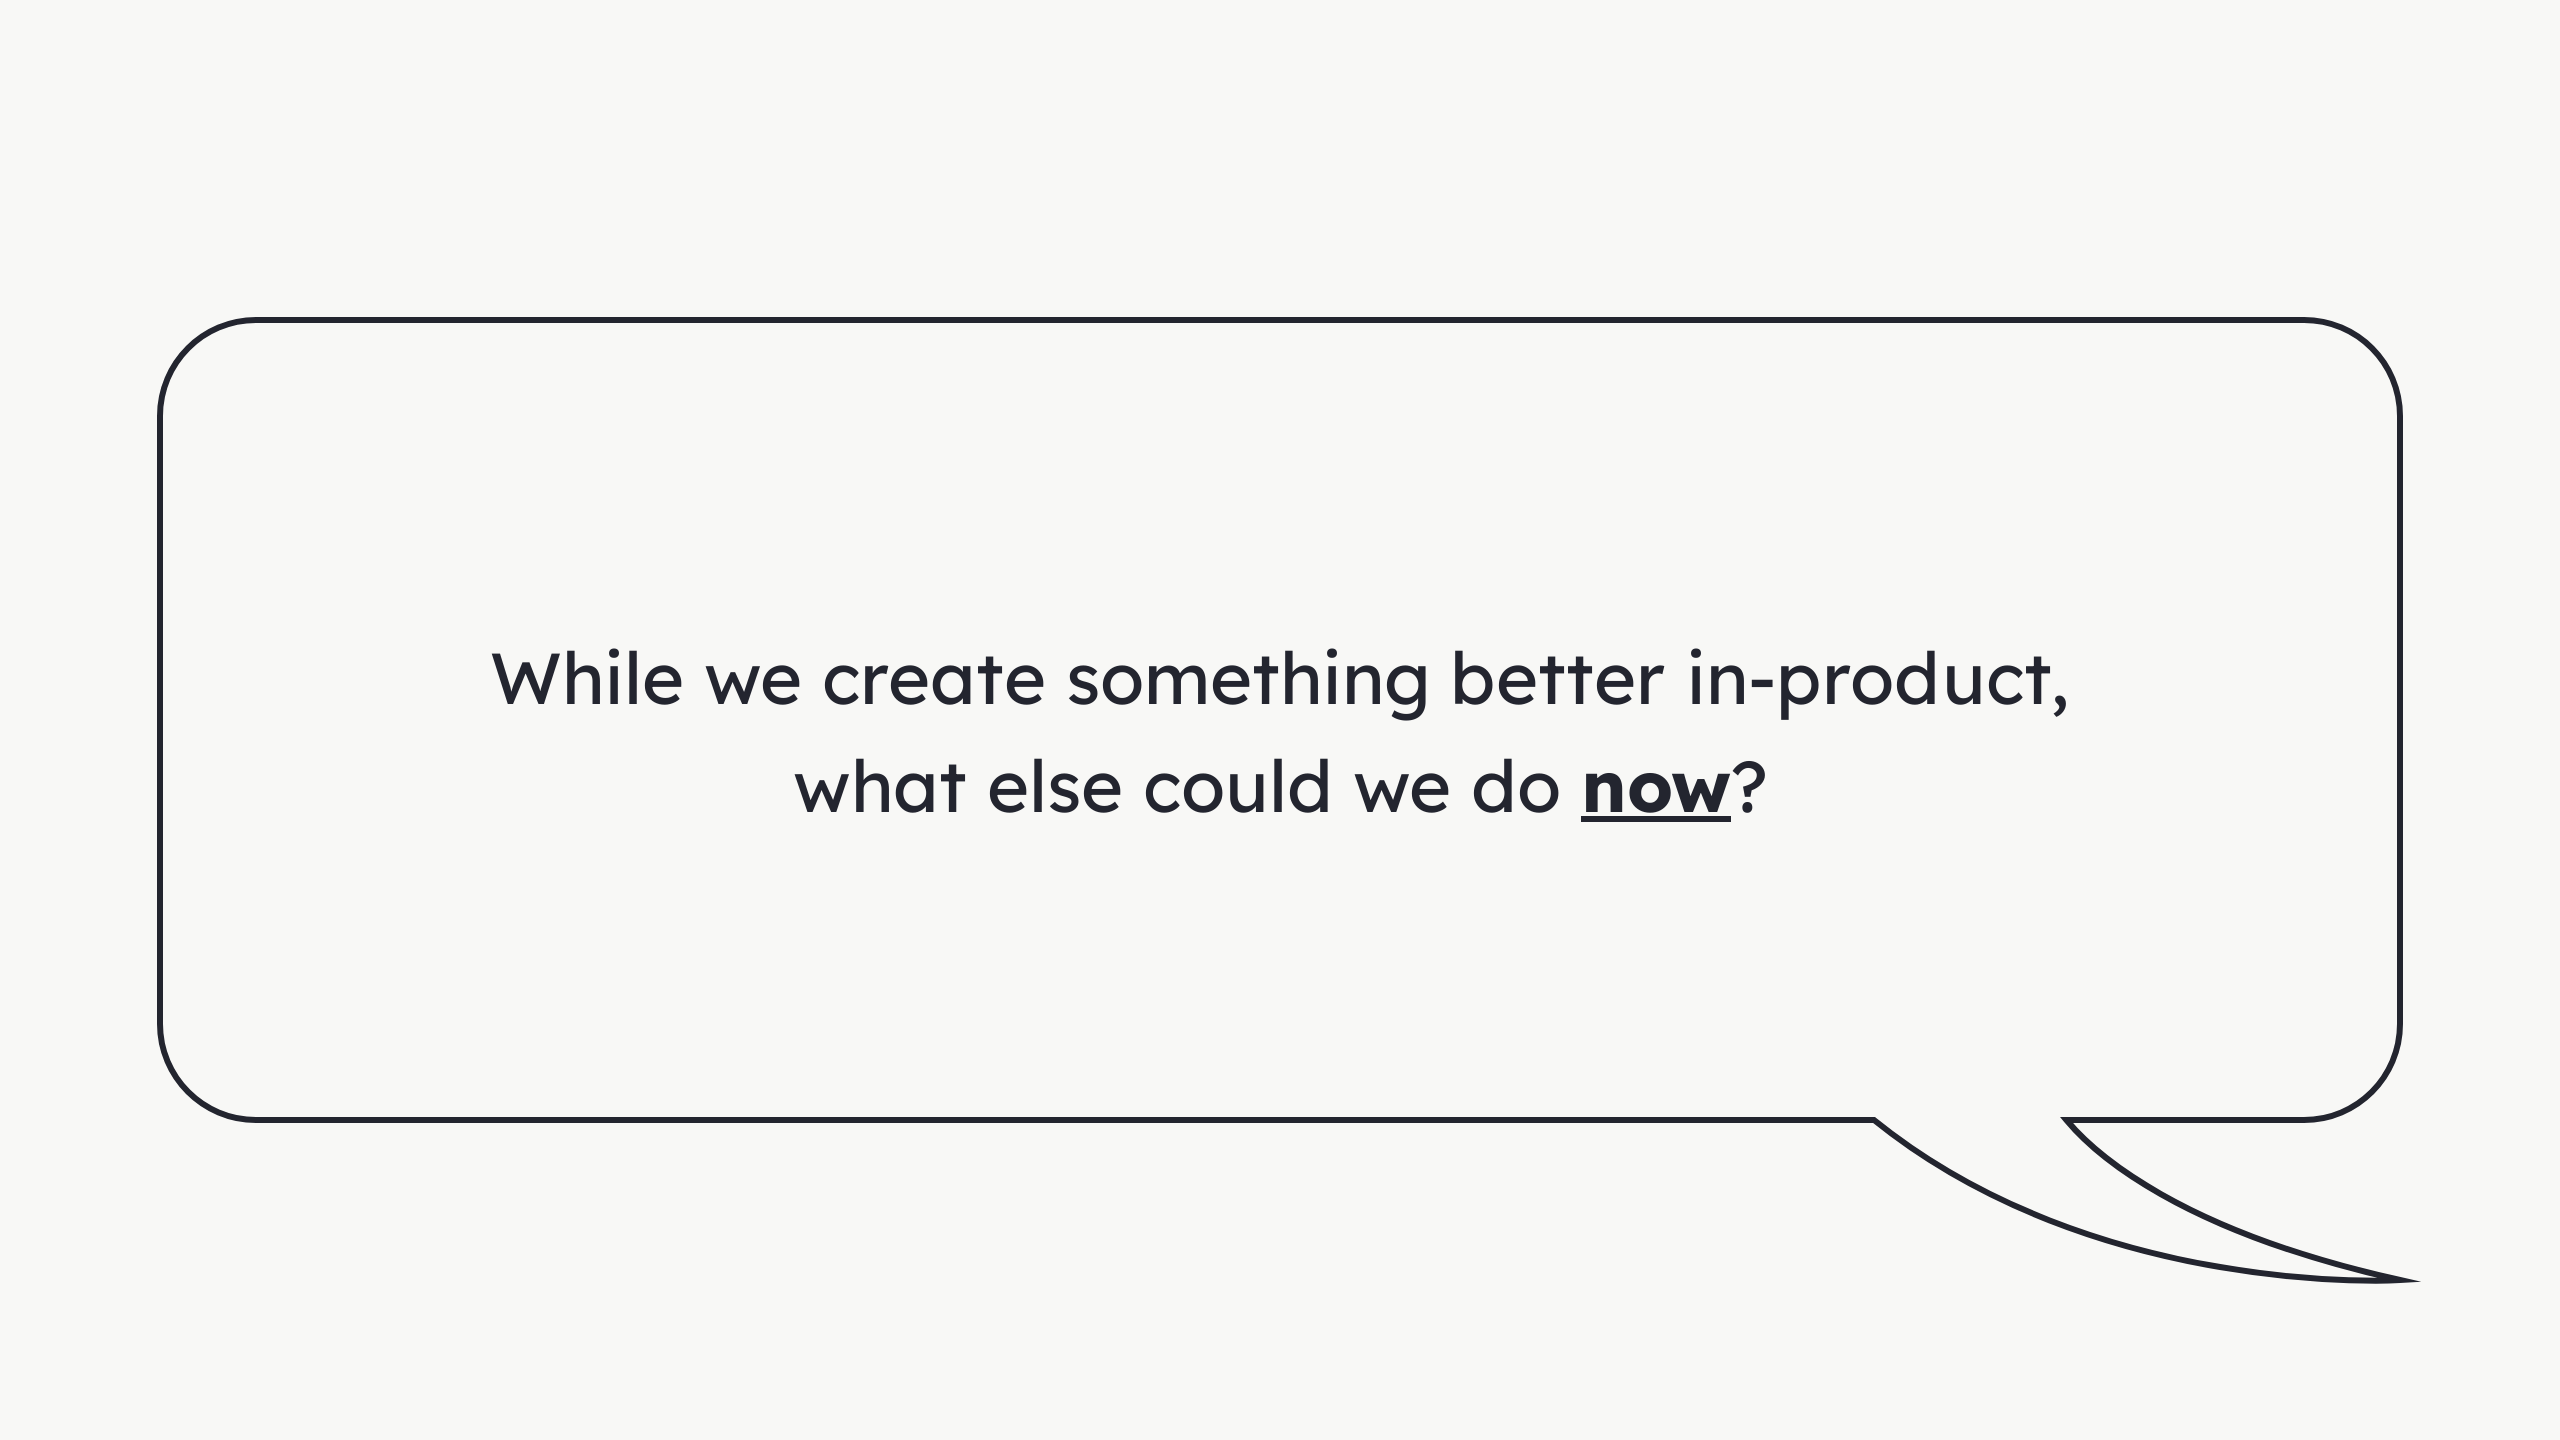 While we create something better in-product,
what else could we do now?